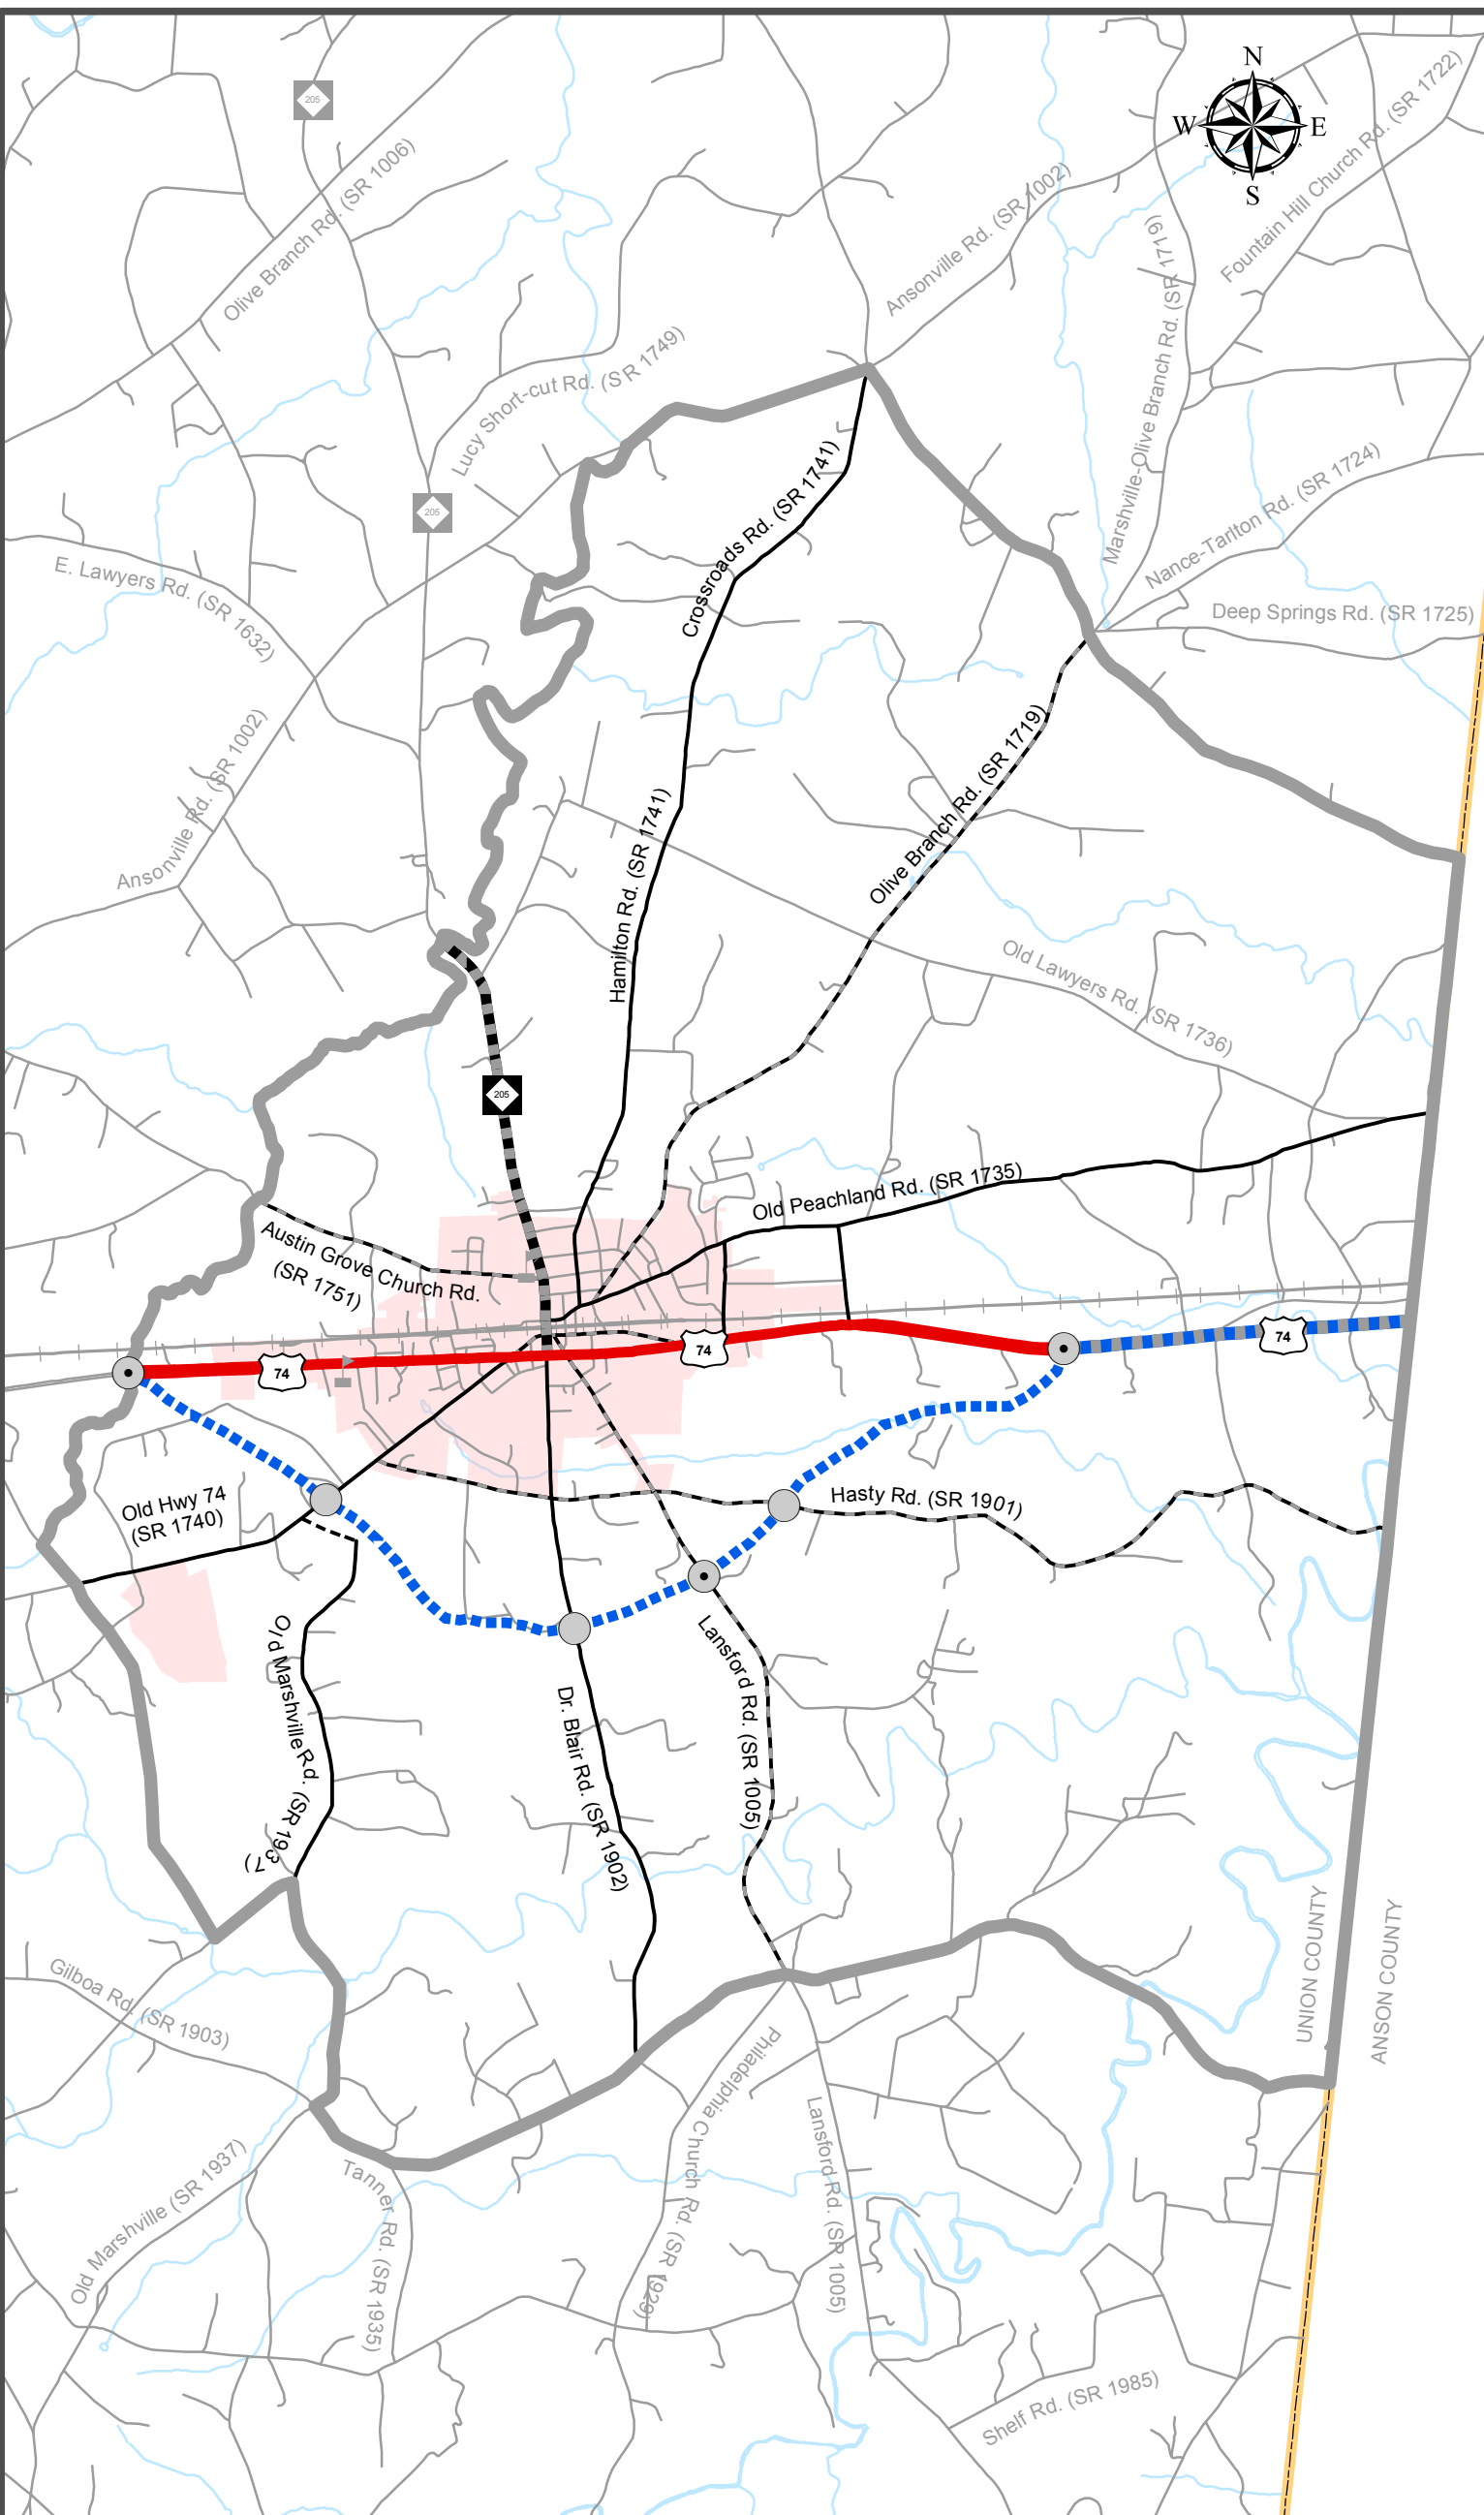 N
W E
S
205
Olive Branch Rd. (SR 1006)
Ansonville Rd. (SR 1002)
Marshville-Olive Branch Rd. (SR 1719)
Fountain Hill Church Rd. (SR 1722)
Lucy Short-cut Rd. (SR 1749)
205
Crossroads Rd. (SR 1741)
Nance-Tarlton Rd. (SR 1724)
E. Lawyers Rd. (SR 1632)
Deep Springs Rd. (SR 1725)
Ansonville Rd. (SR 1002)
Hamilton Rd. (SR 1741)
Olive Branch Rd. (SR 1719)
Old Lawyers Rd. (SR 1736)
205
Old Peachland Rd. (SR 1735)
Austin Grove Church Rd.
(SR 1751)
74
74
74
Old Hwy 74
(SR 1740)
Hasty Rd. (SR 1901)
Old Marshville Rd. (SR 1937)
Dr. Blair Rd. (SR 1902)
Lansford Rd. (SR 1005)
UNION COUNTY
ANSON COUNTY
Gilboa Rd. (SR 1903)
Old Marshville (SR 1937)
Tanner Rd. (SR 1935)
Philadelphia Church Rd. (SR 1929)
Lansford Rd. (SR 1005)
Shelf Rd. (SR 1985)